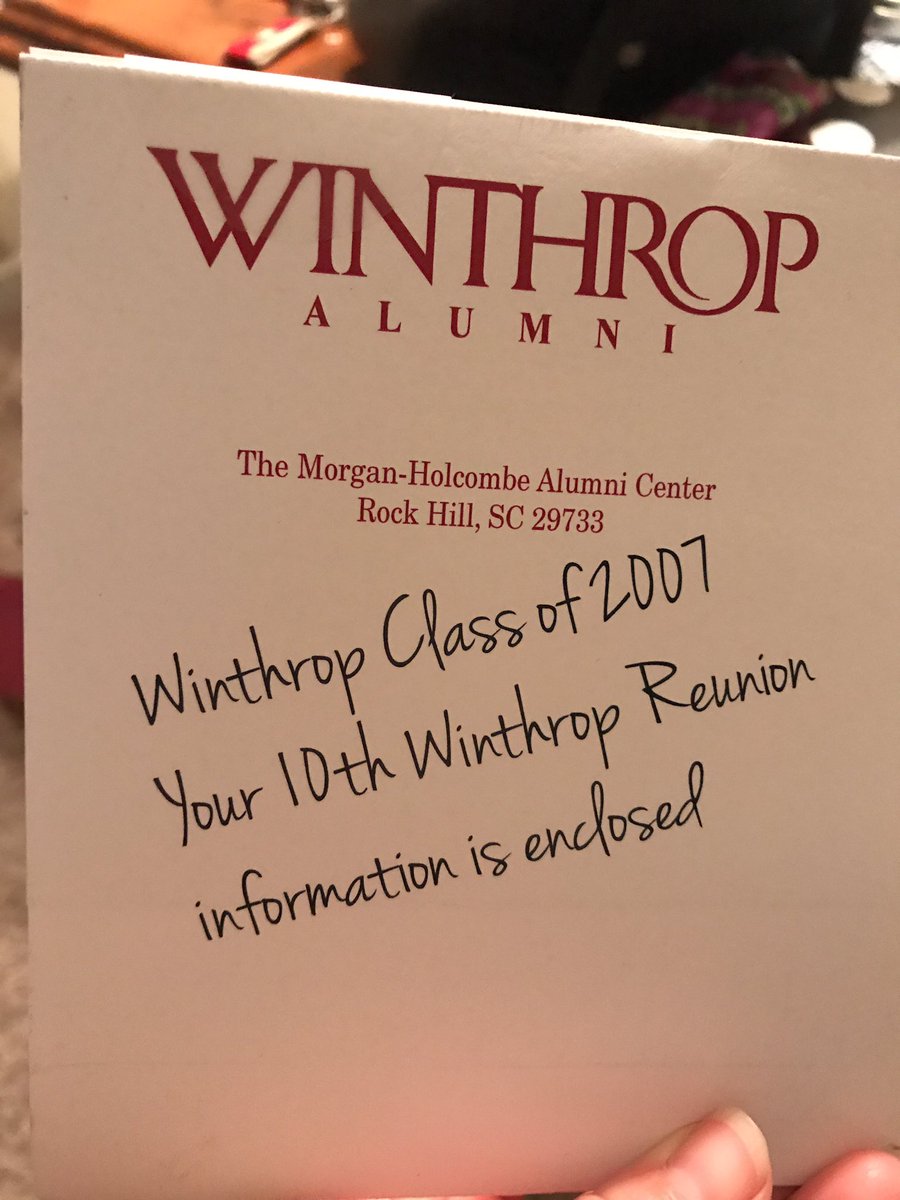 WINTHROP
ALUMNI
The Morgan-Holcombe Alumni Center
Rock Hill, SC 29733
Winthrop Class of 2007
Your 10th Winthrop Reunion
information is enclosed